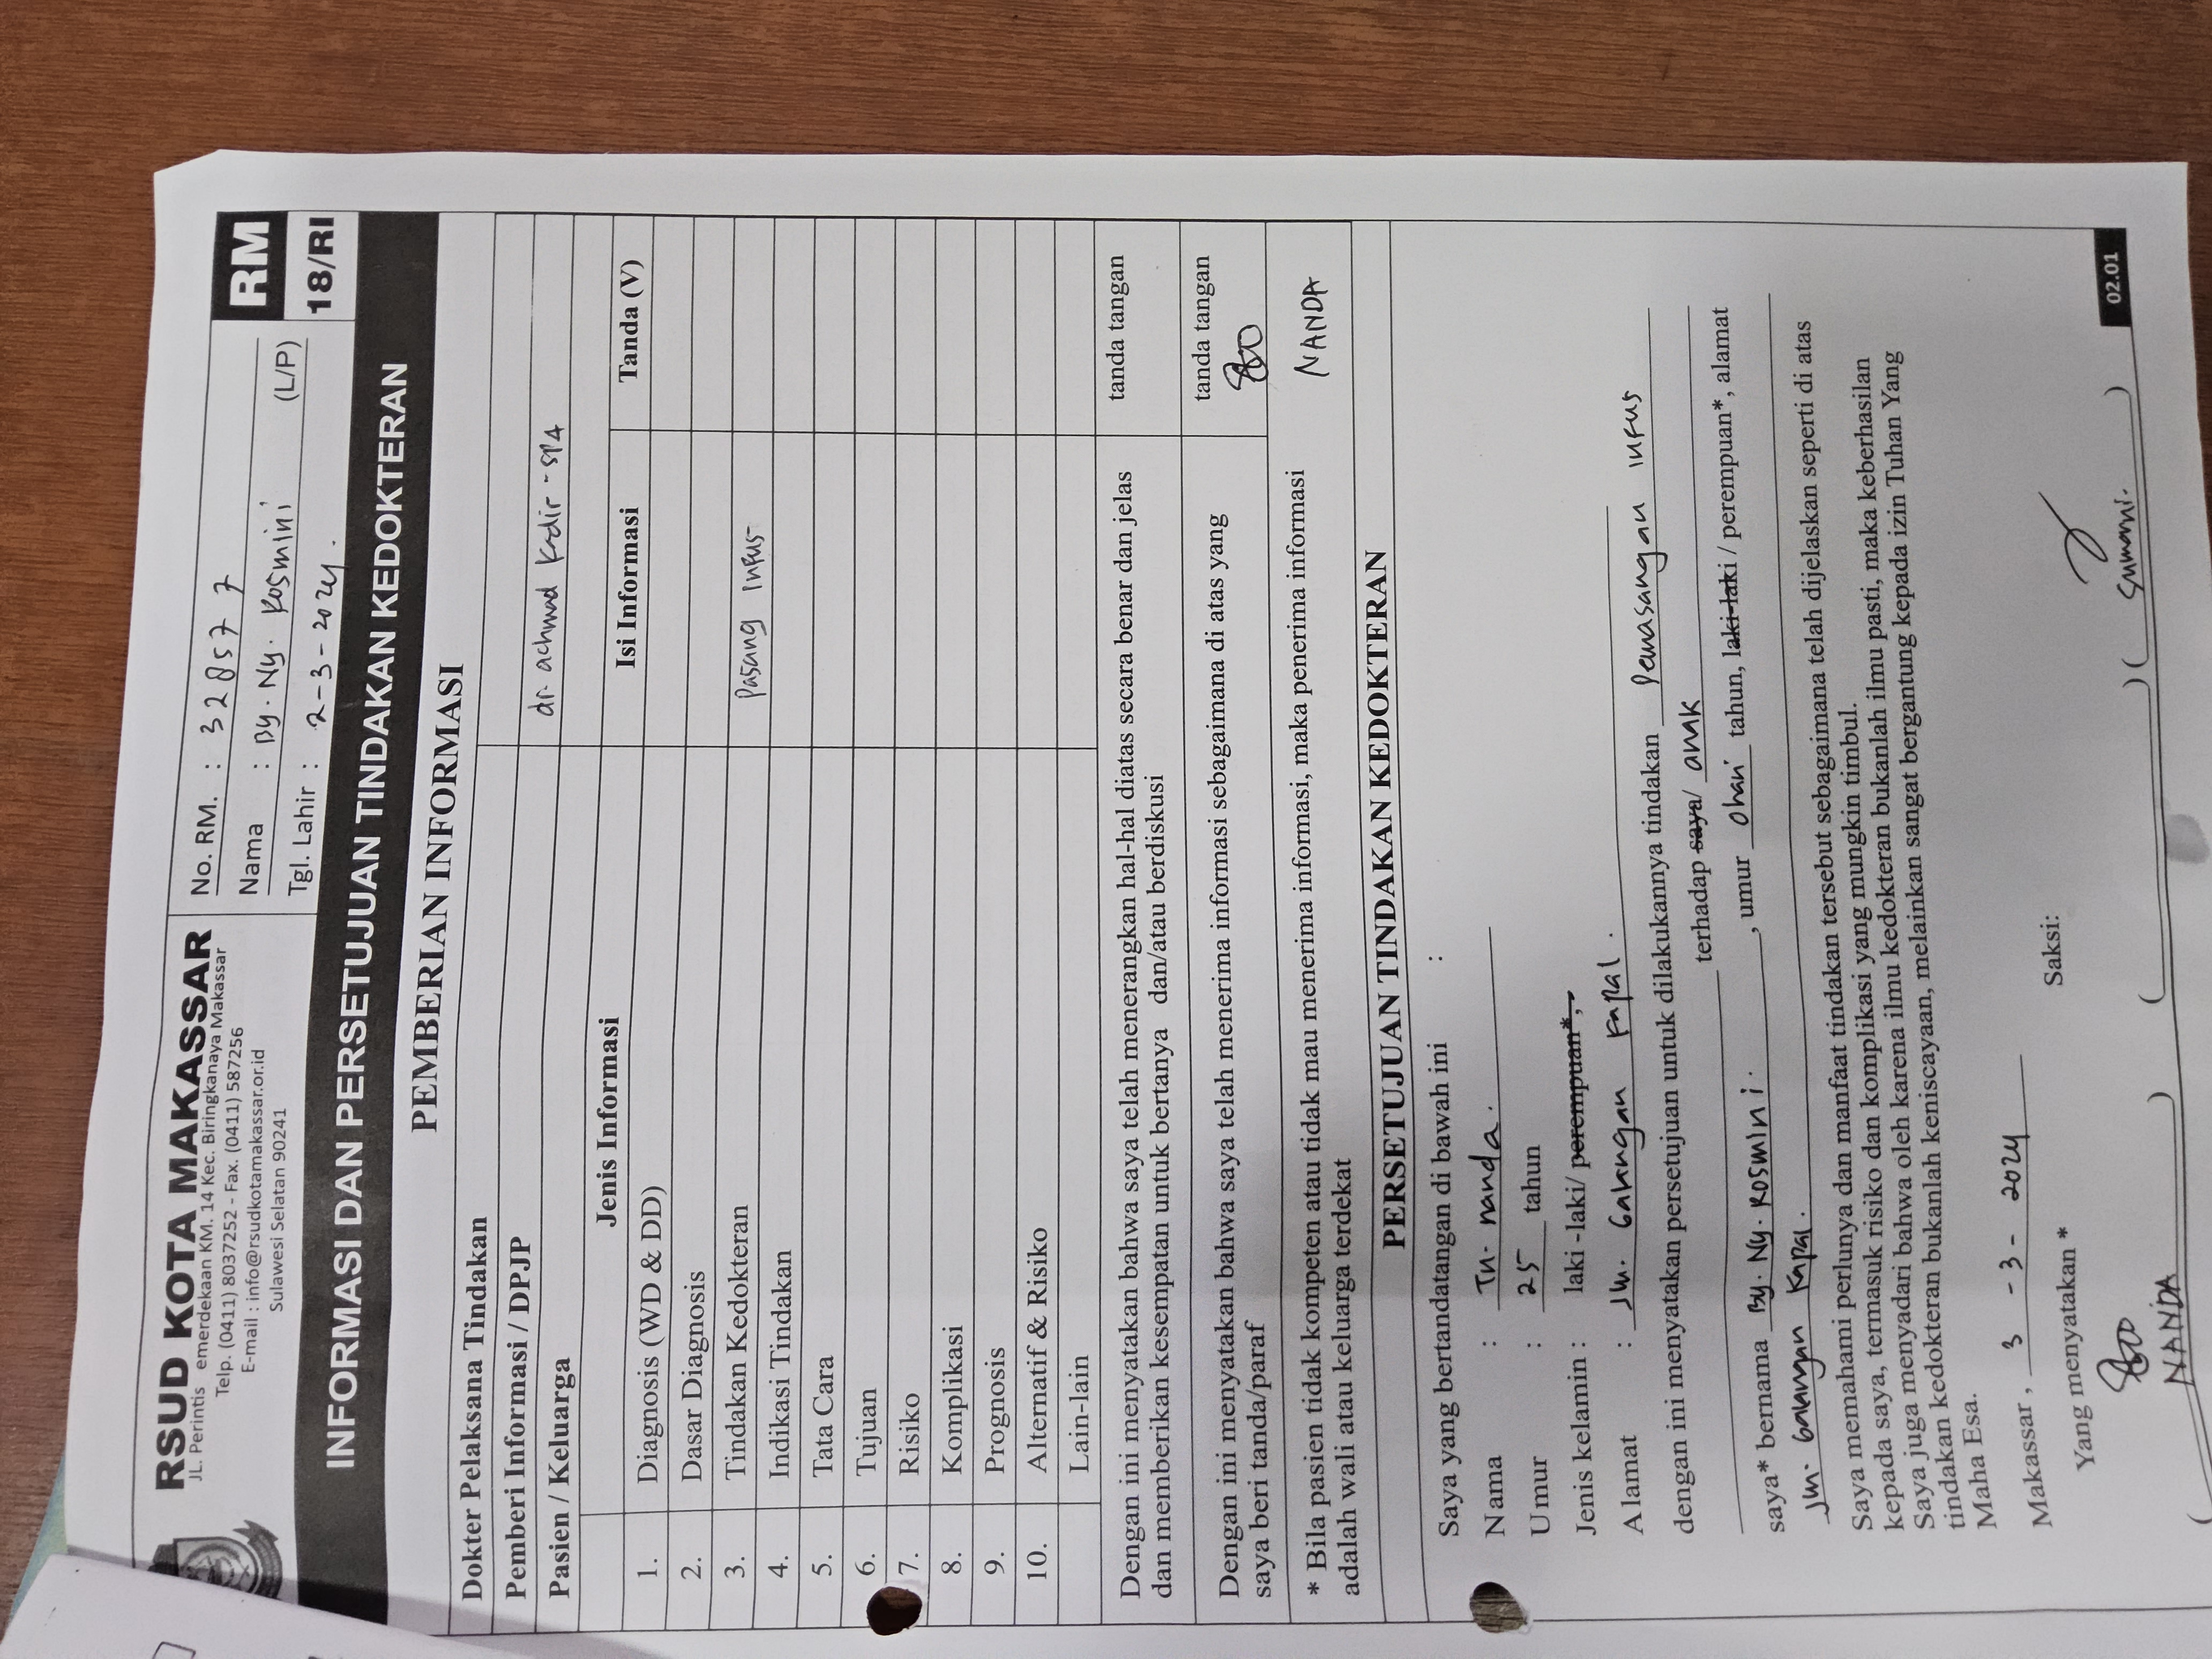 RSUD KOTA MAKASSAR
JL. Perintis emerdekaan KM. 14 Kec. Biringkanaya Makassar
Telp. (0411) 8037252 - Fax. (0411) 587256
E-mail : info@rsudkotamakassar.or.id
Sulawesi Selatan 90241
No. RM. : 328577
Nama : By. Ny. Rosmini (L/P)
Tgl. Lahir : 2-3-2024.
RM
18/RI
INFORMASI DAN PERSETUJUAN TINDAKAN KEDOKTERAN
PEMBERIAN INFORMASI
Dokter Pelaksana Tindakan
Pemberi Informasi / DPJP dr. achmad Kadir -SPA
Pasien / Keluarga
Jenis Informasi Isi Informasi Tanda (V)
1. Diagnosis (WD & DD)
2. Dasar Diagnosis
3. Tindakan Kedokteran Pasang infus
4. Indikasi Tindakan
5. Tata Cara
6. Tujuan
7. Risiko
8. Komplikasi
9. Prognosis
10. Alternatif & Risiko
Lain-lain
Dengan ini menyatakan bahwa saya telah menerangkan hal-hal diatas secara benar dan jelas
dan memberikan kesempatan untuk bertanya dan/atau berdiskusi
tanda tangan
Dengan ini menyatakan bahwa saya telah menerima informasi sebagaimana di atas yang
saya beri tanda/paraf
tanda tangan
* Bila pasien tidak kompeten atau tidak mau menerima informasi, maka penerima informasi
adalah wali atau keluarga terdekat
NANDA
PERSETUJUAN TINDAKAN KEDOKTERAN
Saya yang bertandatangan di bawah ini :
Nama : Tn. nanda.
Umur : 25 tahun
Jenis kelamin : laki -laki/ perempuan*,
Alamat : Jln. Galangan Kapal.
dengan ini menyatakan persetujuan untuk dilakukannya tindakan Pemasangan infus
terhadap saya/ anak
saya* bernama By. Ny. Rosmini. , umur 0 hari tahun, laki-laki / perempuan*, alamat
Jln. Galangan Kapal.
Saya memahami perlunya dan manfaat tindakan tersebut sebagaimana telah dijelaskan seperti di atas
kepada saya, termasuk risiko dan komplikasi yang mungkin timbul.
Saya juga menyadari bahwa oleh karena ilmu kedokteran bukanlah ilmu pasti, maka keberhasilan
tindakan kedokteran bukanlah keniscayaan, melainkan sangat bergantung kepada izin Tuhan Yang
Maha Esa.
Makassar , 3 -3- 2024
Yang menyatakan * Saksi:
( NANDA ) ( ) ( Sumarni. )
02.01